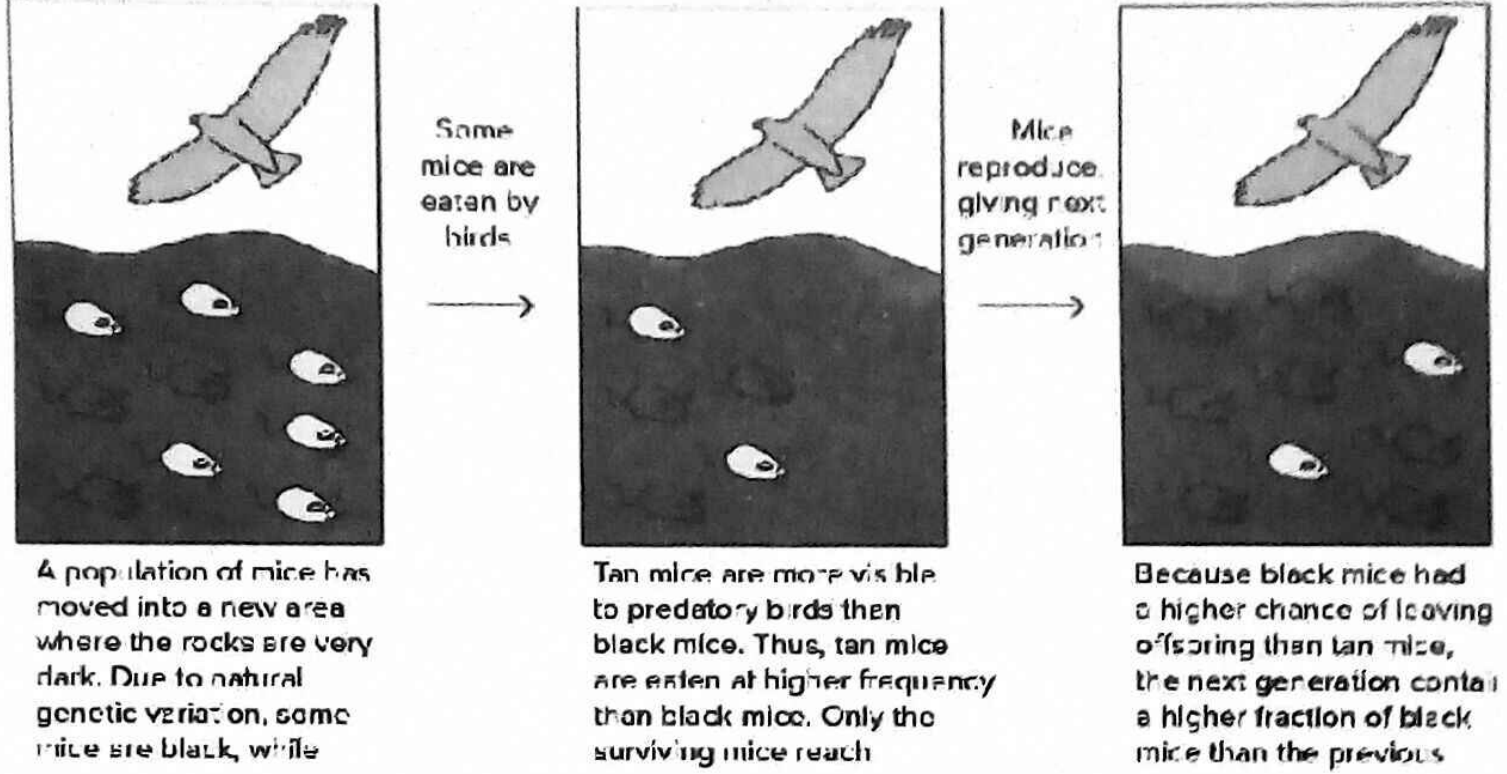 Some
mice are
eaten by
birds
Mice
reproduce,
giving next
generation
A population of mice has
moved into a new area
where the rocks are very
dark. Due to natural
genetic variation, some
mice are black, while
Tan mice are more visible
to predatory birds than
black mice. Thus, tan mice
are eaten at higher frequency
than black mice. Only the
surviving mice reach
Because black mice had
a higher chance of leaving
offspring than tan mice,
the next generation contai
a higher fraction of black
mice than the previous